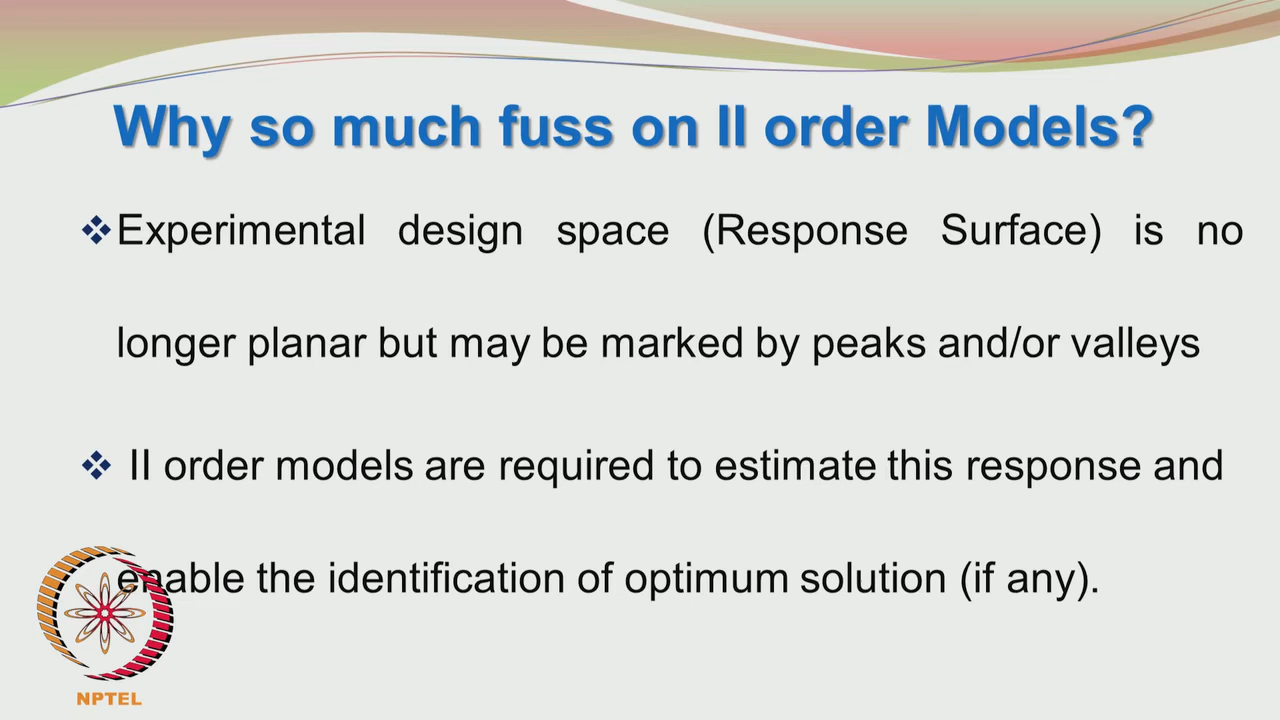 Why so much fuss on II order Models?
❖Experimental design space (Response Surface) is no
longer planar but may be marked by peaks and/or valleys
❖ II order models are required to estimate this response and
enable the identification of optimum solution (if any).
NPTEL